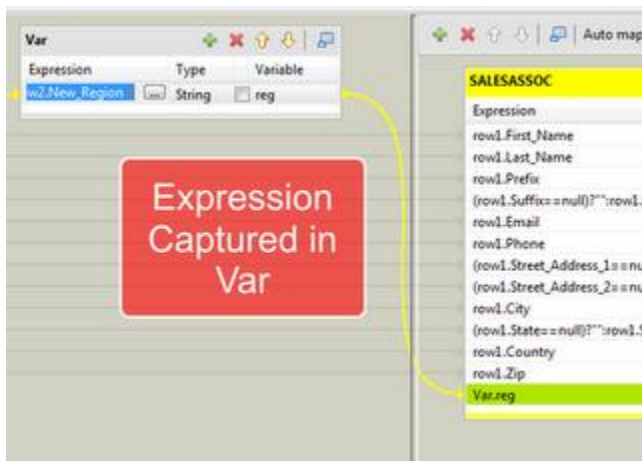 Var
Auto map
Expression Type Variable
w2.New_Region ... String reg
SALESASSOC
Expression
row1.First_Name
row1.Last_Name
row1.Prefix
(row1.Suffix==null)?"":row1.
row1.Email
row1.Phone
(row1.Street_Address_1==nu
(row1.Street_Address_2==nu
row1.City
(row1.State==null)?"":row1.S
row1.Country
row1.Zip
Var.reg
Expression
Captured in
Var